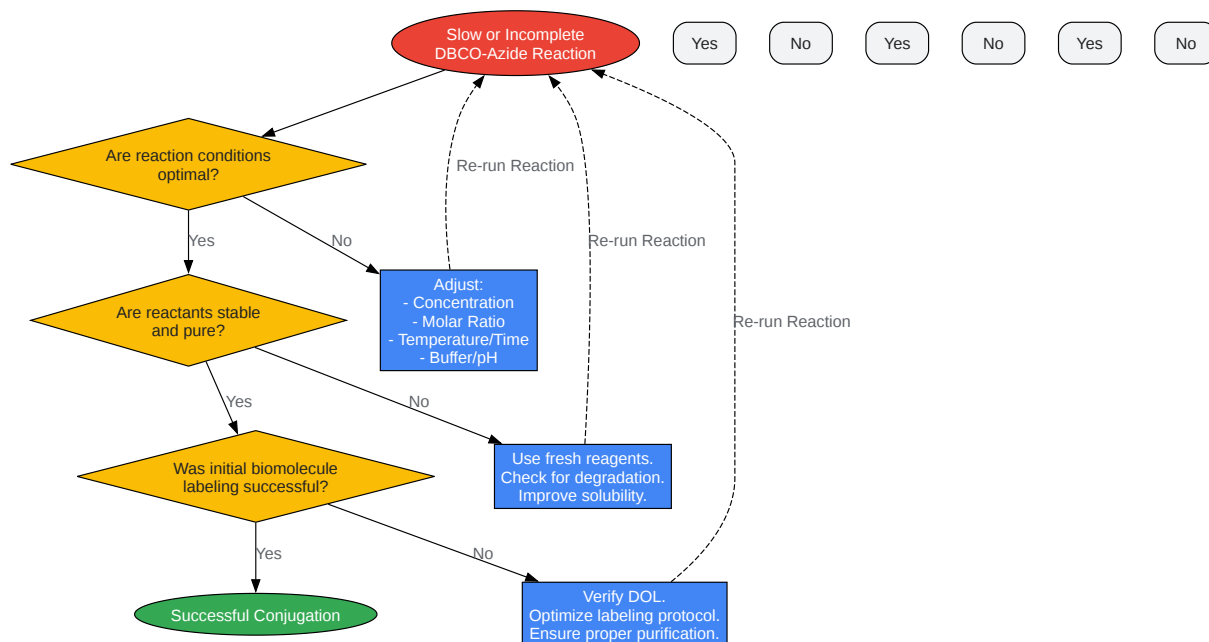 Slow or Incomplete
DBCO-Azide Reaction
Yes
No
Yes
No
Yes
No
Are reaction conditions
optimal?
Re-run Reaction
Yes
No
Re-run Reaction
Adjust:
- Concentration
- Molar Ratio
- Temperature/Time
- Buffer/pH
Are reactants stable
and pure?
Re-run Reaction
Yes
No
Use fresh reagents.
Check for degradation.
Improve solubility.
Was initial biomolecule
labeling successful?
Yes
No
Successful Conjugation
Verify DOL.
Optimize labeling protocol.
Ensure proper purification.